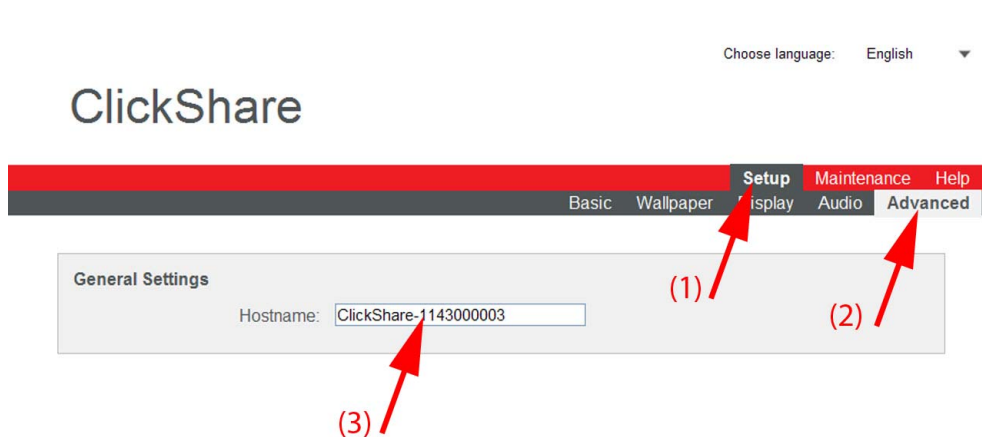 Choose language: English
ClickShare
Setup Maintenance Help
Basic Wallpaper Display Audio Advanced
General Settings
(1)
Hostname: ClickShare-1143000003
(2)
(3)